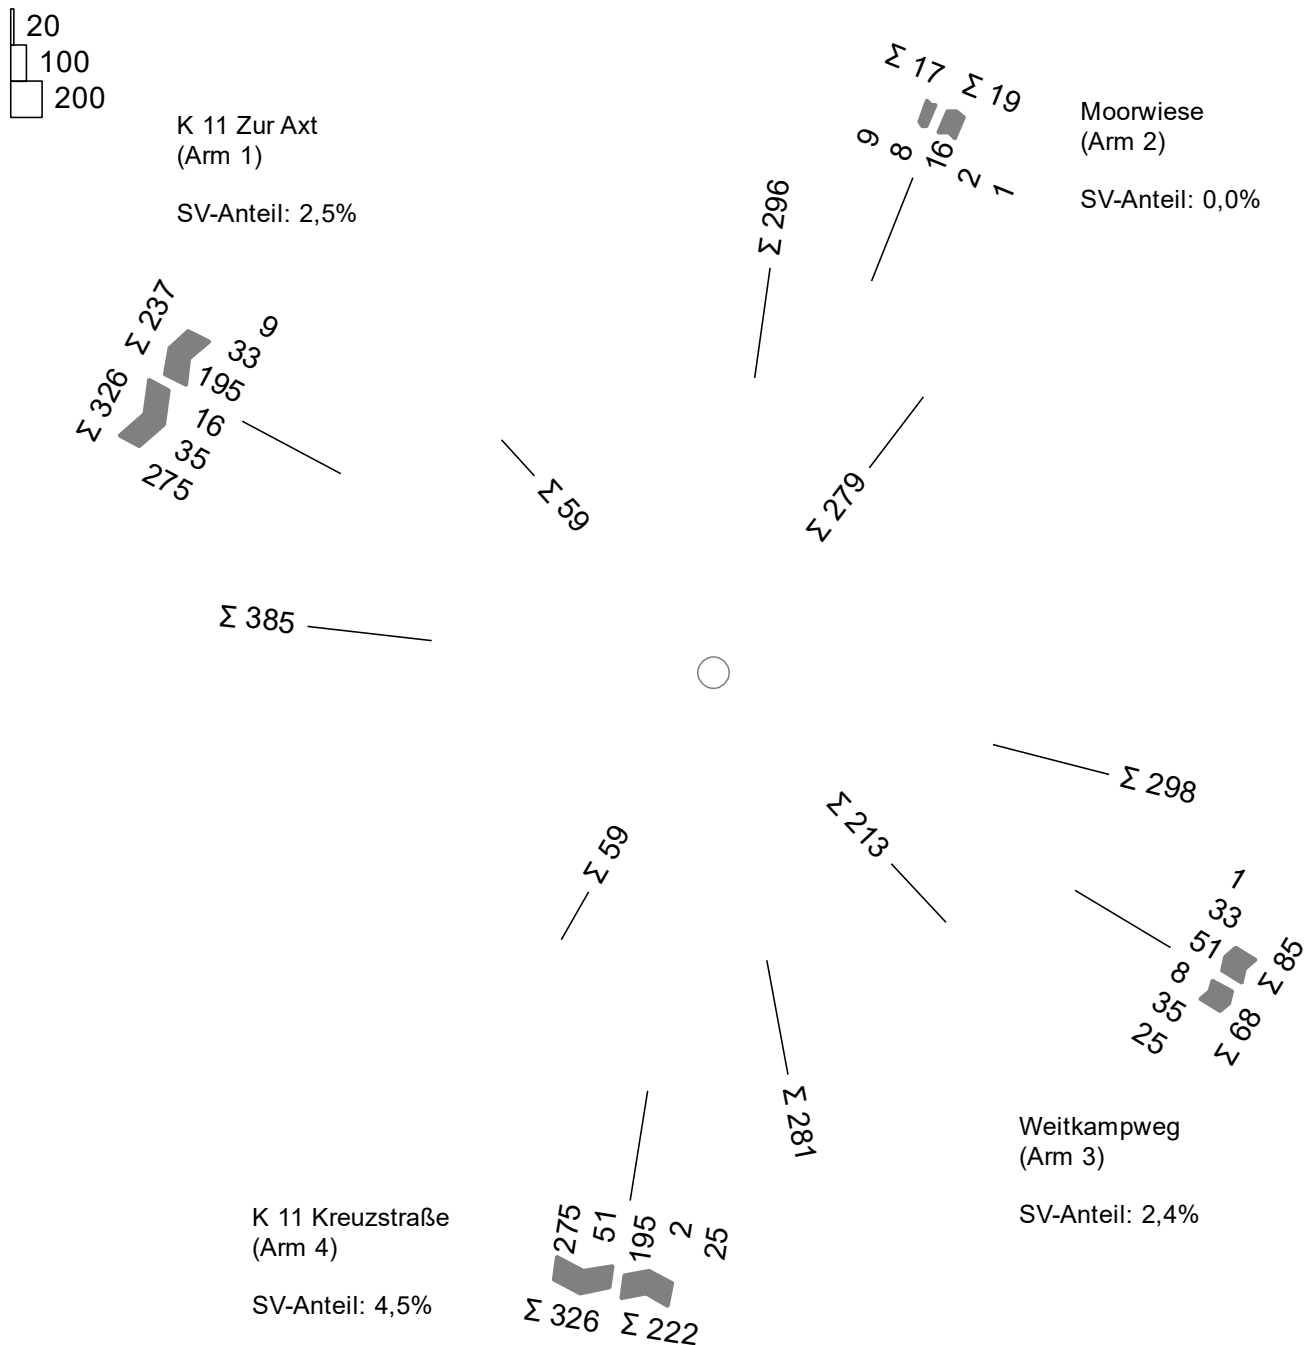 20
100
200
K 11 Zur Axt
(Arm 1)
SV-Anteil: 2,5%
Σ 17
Σ 19
9
8
16
2
1
Moorwiese
(Arm 2)
SV-Anteil: 0,0%
Σ 296
Σ 237
Σ 326
9
33
195
16
35
275
Σ 59
Σ 279
Σ 385
Σ 298
Σ 213
Σ 59
Σ 281
1
33
51
8
35
25
Σ 85
Σ 68
Weitkampweg
(Arm 3)
SV-Anteil: 2,4%
K 11 Kreuzstraße
(Arm 4)
SV-Anteil: 4,5%
275
51
195
2
25
Σ 326
Σ 222